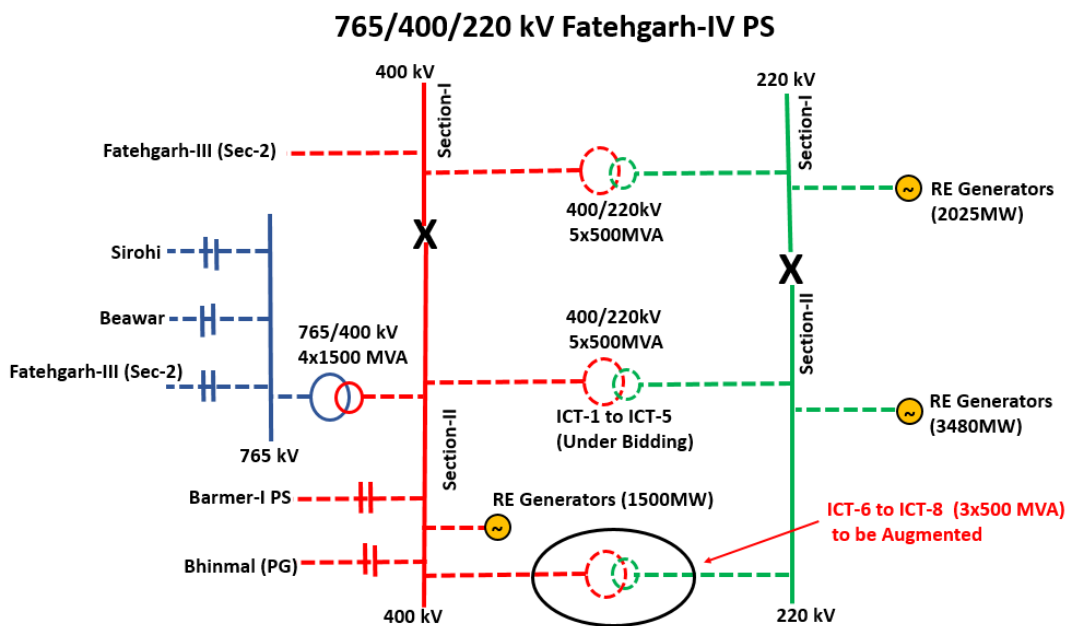 765/400/220 kV Fatehgarh-IV PS
400 kV
220 kV
Section-I
Section-I
Fatehgarh-III (Sec-2)
400/220kV
5x500MVA
~
RE Generators
(2025MW)
X
X
Sirohi
Beawar
Fatehgarh-III (Sec-2)
765/400 kV
4x1500 MVA
765 kV
400/220kV
5x500MVA
ICT-1 to ICT-5
(Under Bidding)
Section-II
Section-II
~
RE Generators
(3480MW)
Barmer-I PS
RE Generators (1500MW)
~
ICT-6 to ICT-8 (3x500 MVA)
to be Augmented
Bhinmal (PG)
400 kV
220 kV